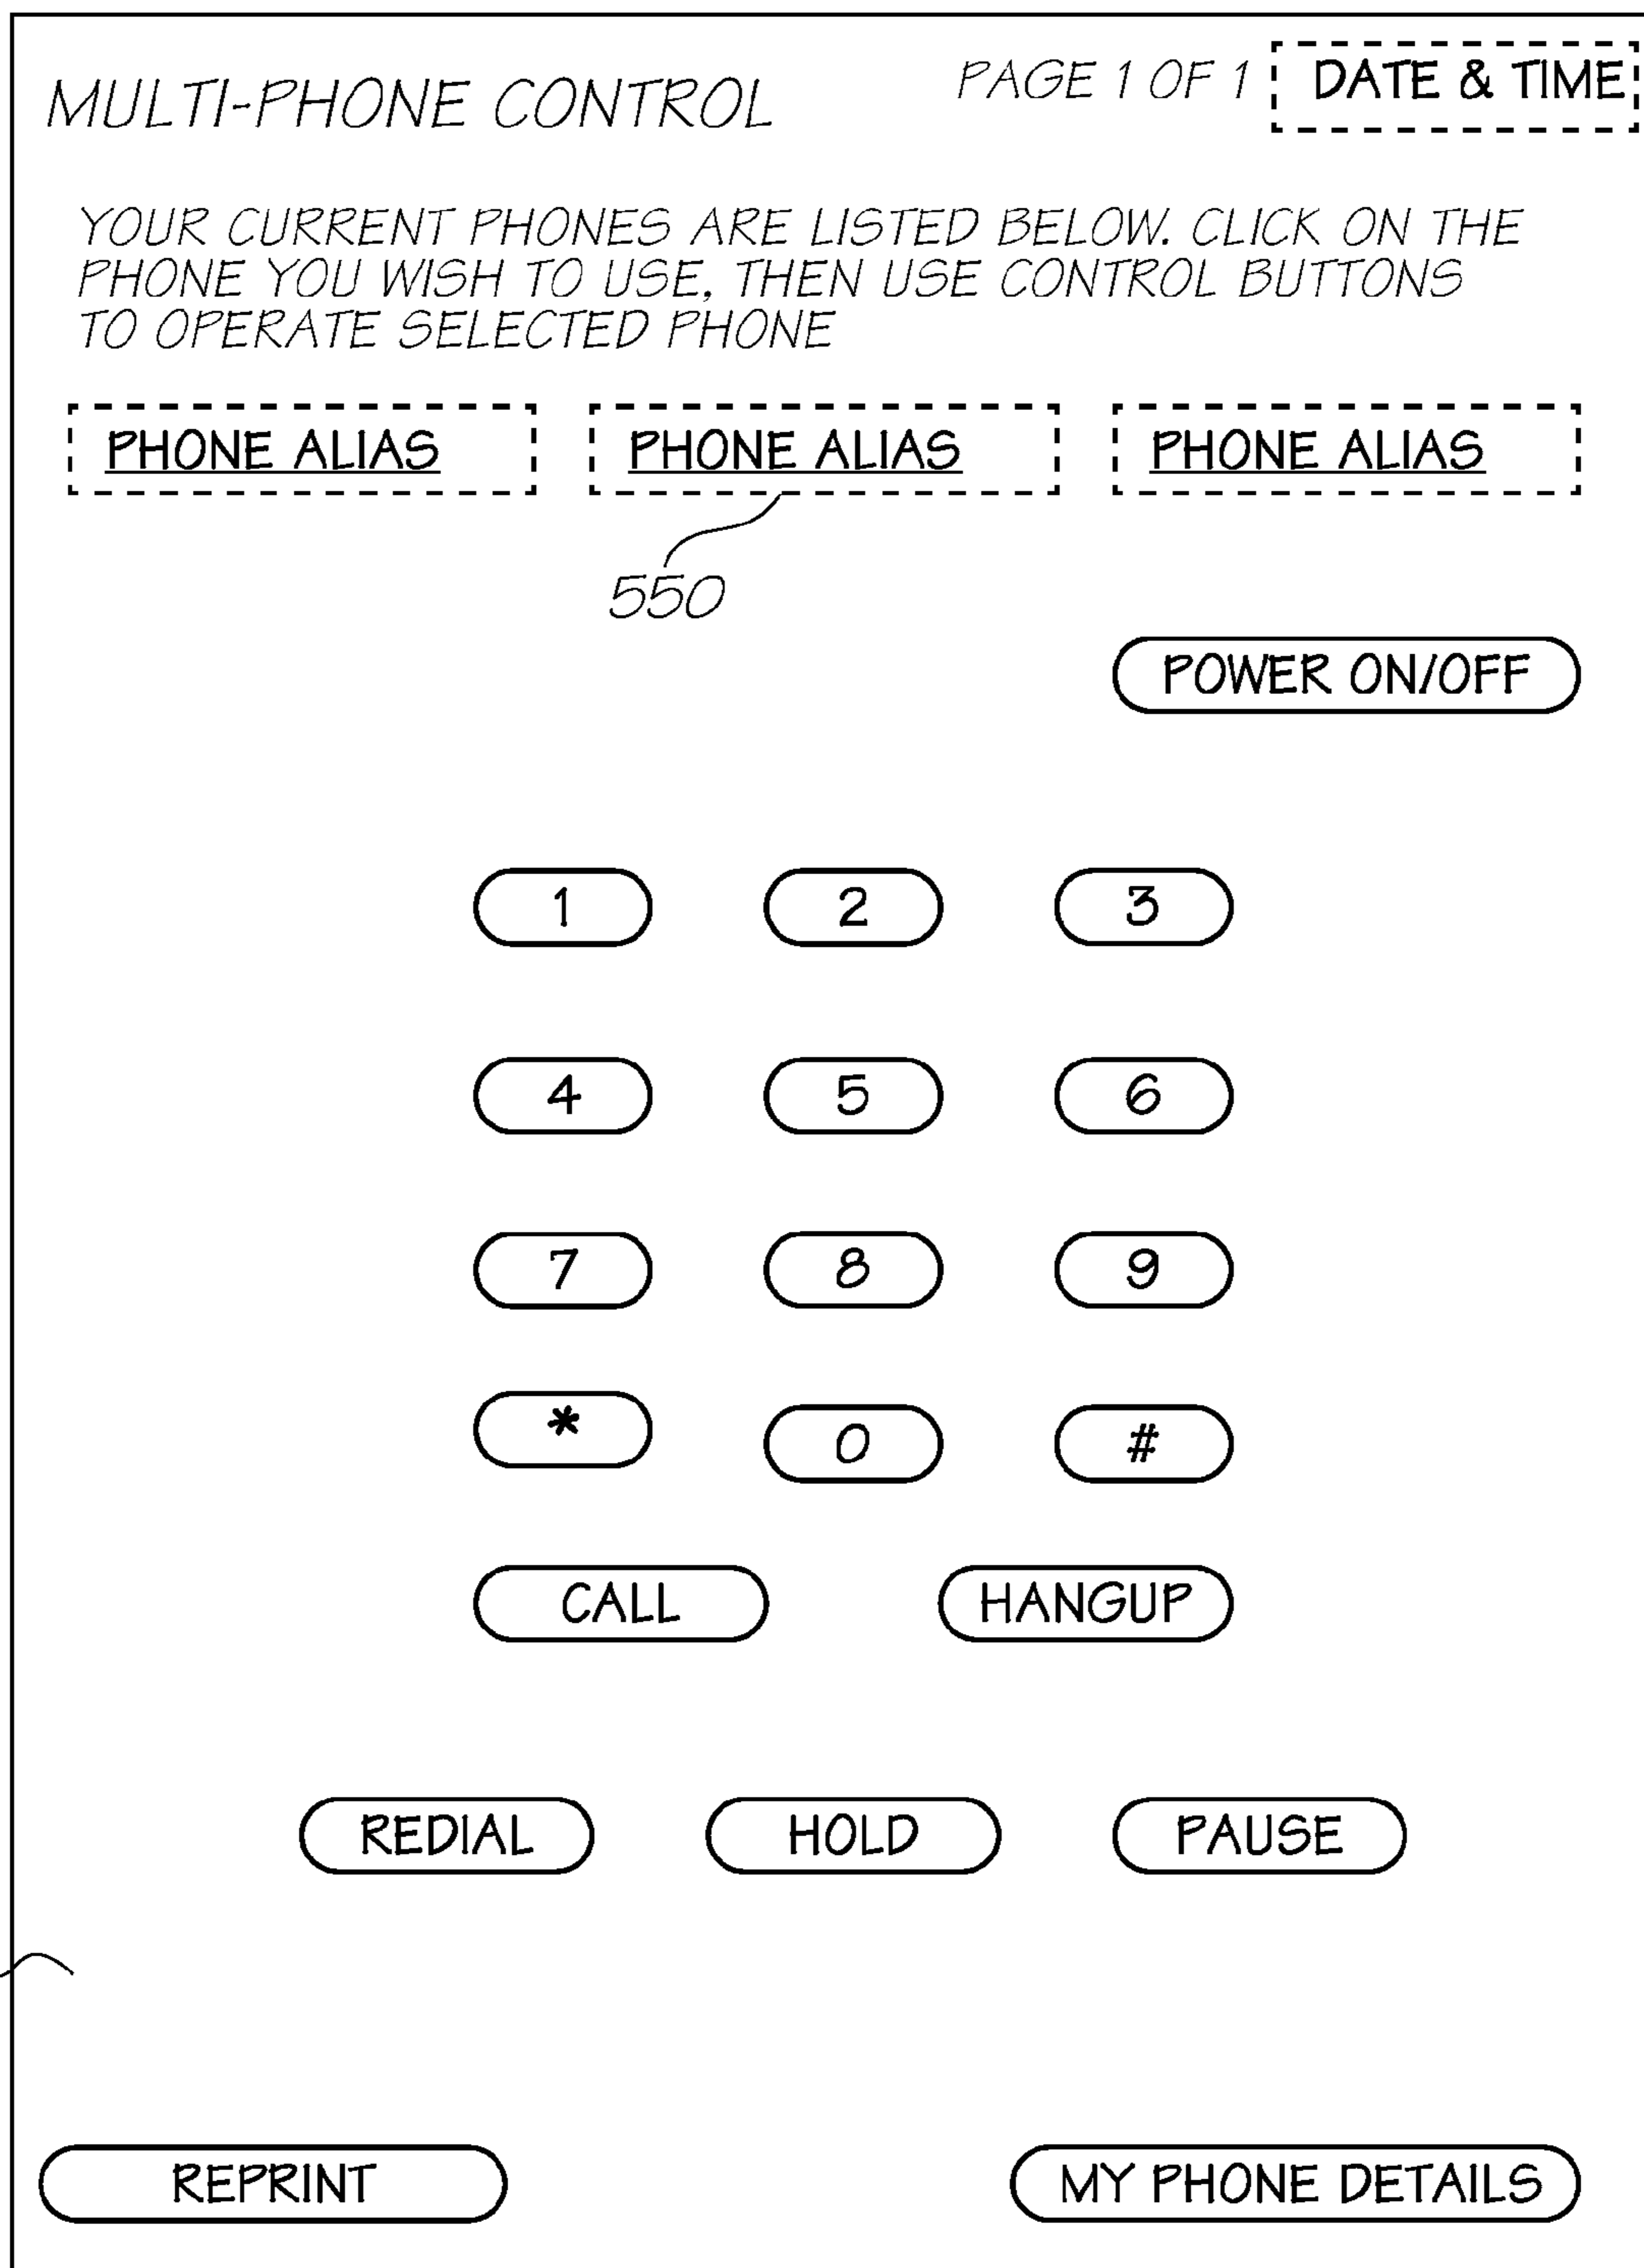 MULTI-PHONE CONTROL
PAGE 1 OF 1
DATE & TIME
YOUR CURRENT PHONES ARE LISTED BELOW. CLICK ON THE
PHONE YOU WISH TO USE, THEN USE CONTROL BUTTONS
TO OPERATE SELECTED PHONE
PHONE ALIAS
PHONE ALIAS
PHONE ALIAS
550
POWER ON/OFF
1
2
3
4
5
6
7
8
9
*
0
#
CALL
HANGUP
REDIAL
HOLD
PAUSE
REPRINT
MY PHONE DETAILS